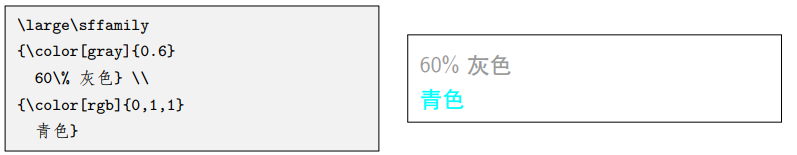 \large\sffamily
{\color[gray]{0.6}
60\% 灰色} \\
{\color[rgb]{0,1,1}
青色}
60% 灰色
青色